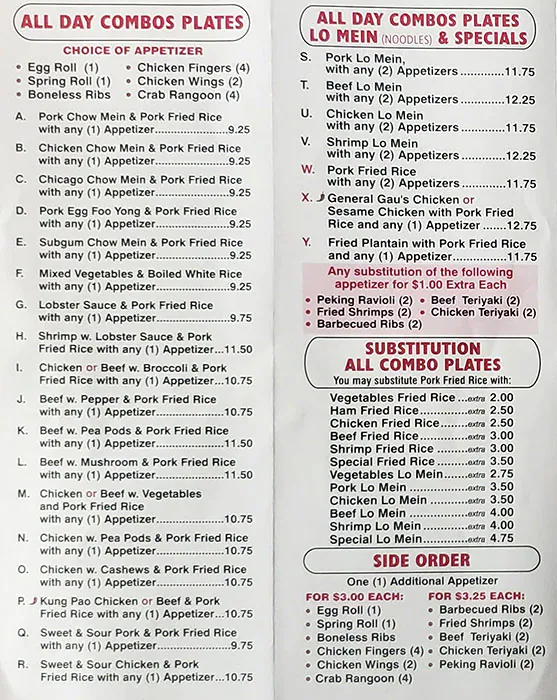 ALL DAY COMBOS PLATES
CHOICE OF APPETIZER
• Egg Roll (1) • Chicken Fingers (4)
• Spring Roll (1) • Chicken Wings (2)
• Boneless Ribs • Crab Rangoon (4)
A. Pork Chow Mein & Pork Fried Rice
with any (1) Appetizer......................9.25
B. Chicken Chow Mein & Pork Fried Rice
with any (1) Appetizer......................9.25
C. Chicago Chow Mein & Pork Fried Rice
with any (1) Appetizer......................9.25
D. Pork Egg Foo Yong & Pork Fried Rice
with any (1) Appetizer......................9.25
E. Subgum Chow Mein & Pork Fried Rice
with any (1) Appetizer......................9.25
F. Mixed Vegetables & Boiled White Rice
with any (1) Appetizer......................9.25
G. Lobster Sauce & Pork Fried Rice
with any (1) Appetizer......................9.75
H. Shrimp w. Lobster Sauce & Pork
Fried Rice with any (1) Appetizer...11.50
I. Chicken or Beef w. Broccoli & Pork
Fried Rice with any (1) Appetizer...10.75
J. Beef w. Pepper & Pork Fried Rice
with any (1) Appetizer.....................10.75
K. Beef w. Pea Pods & Pork Fried Rice
with any (1) Appetizer.....................11.50
L. Beef w. Mushroom & Pork Fried Rice
with any (1) Appetizer.....................11.50
M. Chicken or Beef w. Vegetables
and Pork Fried Rice
with any (1) Appetizer.....................10.75
N. Chicken w. Pea Pods & Pork Fried Rice
with any (1) Appetizer.....................10.75
O. Chicken w. Cashews & Pork Fried Rice
with any (1) Appetizer.....................10.75
P. Kung Pao Chicken or Beef & Pork
Fried Rice with any (1) Appetizer...10.75
Q. Sweet & Sour Pork & Pork Fried Rice
with any (1) Appetizer......................9.75
R. Sweet & Sour Chicken & Pork
Fried Rice with any (1) Appetizer...10.75
ALL DAY COMBOS PLATES
LO MEIN (NOODLES) & SPECIALS
S. Pork Lo Mein,
with any (2) Appetizers ............11.75
T. Beef Lo Mein
with any (2) Appetizers ............12.25
U. Chicken Lo Mein
with any (2) Appetizers ............11.75
V. Shrimp Lo Mein
with any (2) Appetizers ............12.25
W. Pork Fried Rice
with any (2) Appetizers ............11.75
X. General Gau's Chicken or
Sesame Chicken with Pork Fried
Rice and any (1) Appetizer .......12.75
Y. Fried Plantain with Pork Fried Rice
and any (1) Appetizer................11.75
Any substitution of the following
appetizer for $1.00 Extra Each
• Peking Ravioli (2) • Beef Teriyaki (2)
• Fried Shrimps (2) • Chicken Teriyaki (2)
• Barbecued Ribs (2)
SUBSTITUTION
ALL COMBO PLATES
You may substitute Pork Fried Rice with:
Vegetables Fried Rice ...extra 2.00
Ham Fried Rice............extra 2.50
Chicken Fried Rice.......extra 2.50
Beef Fried Rice............extra 3.00
Shrimp Fried Rice ........extra 3.00
Special Fried Rice........extra 3.50
Vegetables Lo Mein ......extra 2.75
Pork Lo Mein ..............extra 3.50
Chicken Lo Mein .........extra 3.50
Beef Lo Mein ..............extra 4.00
Shrimp Lo Mein...........extra 4.00
Special Lo Mein...........extra 4.75
SIDE ORDER
One (1) Additional Appetizer
FOR $3.00 EACH: FOR $3.25 EACH:
• Egg Roll (1) • Barbecued Ribs (2)
• Spring Roll (1) • Fried Shrimps (2)
• Boneless Ribs • Beef Teriyaki (2)
• Chicken Fingers (4) • Chicken Teriyaki (2)
• Chicken Wings (2) • Peking Ravioli (2)
• Crab Rangoon (4)